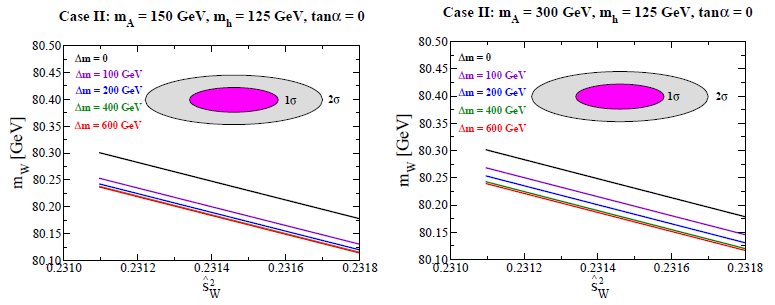 Case II: mA = 150 GeV, mh = 125 GeV, tanα = 0
80.50
80.45
80.40
80.35
80.30
80.25
80.20
80.15
80.10
mW [GeV]
Δm = 0
Δm = 100 GeV
Δm = 200 GeV
Δm = 400 GeV
Δm = 600 GeV
1σ
2σ
0.2310
0.2312
0.2314
0.2316
0.2318
ŝ²W
Case II: mA = 300 GeV, mh = 125 GeV, tanα = 0
80.50
80.45
80.40
80.35
80.30
80.25
80.20
80.15
80.10
mW [GeV]
Δm = 0
Δm = 100 GeV
Δm = 200 GeV
Δm = 400 GeV
Δm = 600 GeV
1σ
2σ
0.2310
0.2312
0.2314
0.2316
0.2318
ŝ²W